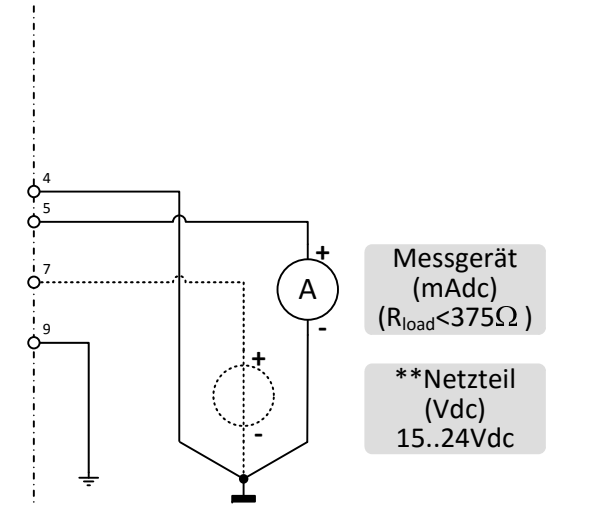 4
5
7
9
+
A
-
+
-
Messgerät
(mAdc)
(Rload<375Ω )
**Netzteil
(Vdc)
15..24Vdc